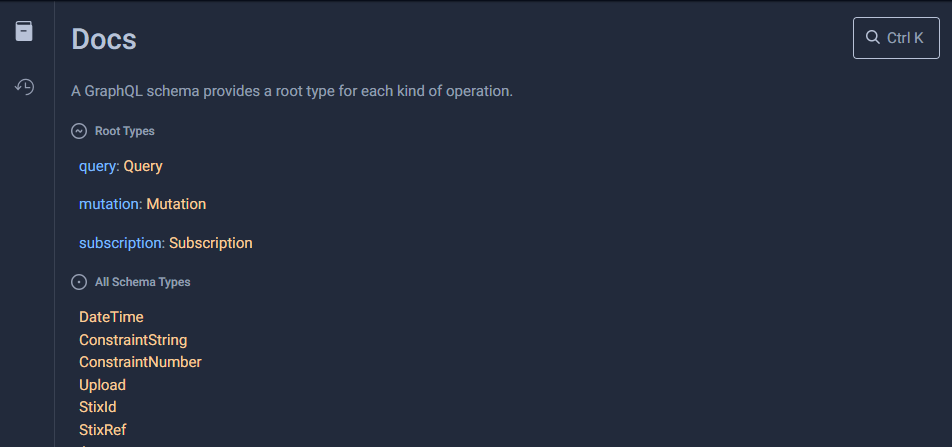 Docs
Ctrl K
A GraphQL schema provides a root type for each kind of operation.
Root Types
query: Query
mutation: Mutation
subscription: Subscription
All Schema Types
DateTime
ConstraintString
ConstraintNumber
Upload
StixId
StixRef